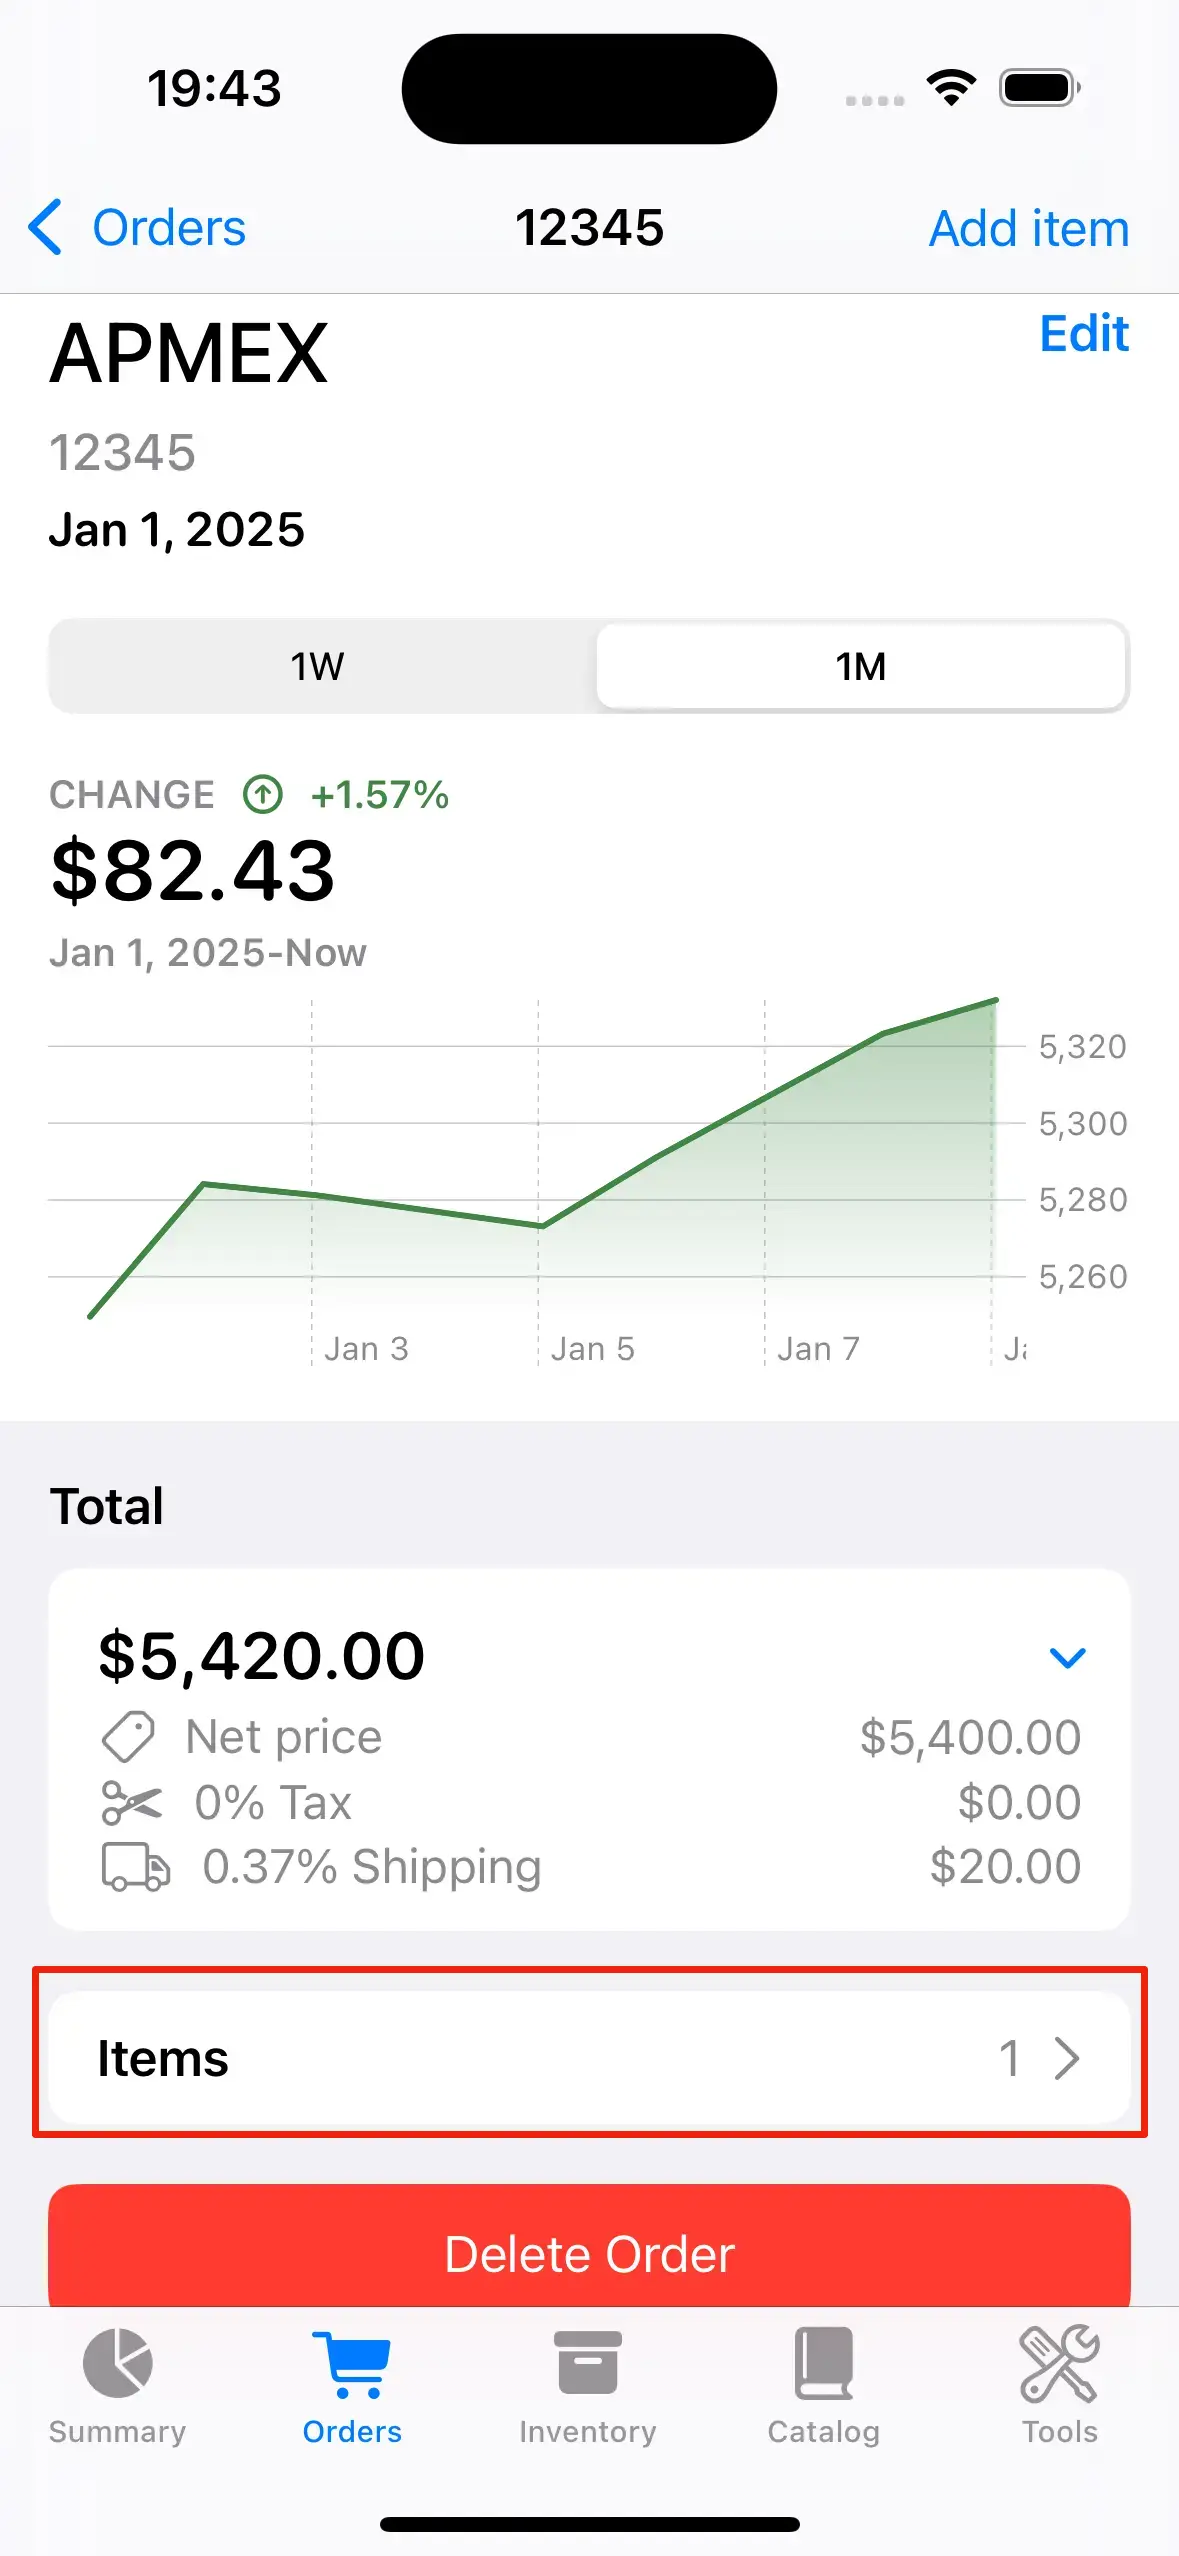 19:43
Orders 12345 Add item
APMEX Edit
12345
Jan 1, 2025
1W 1M
CHANGE +1.57%
$82.43
Jan 1, 2025-Now
5,320
5,300
5,280
5,260
Jan 3 Jan 5 Jan 7
Total
$5,420.00
Net price $5,400.00
0% Tax $0.00
0.37% Shipping $20.00
Items 1
Delete Order
Summary Orders Inventory Catalog Tools